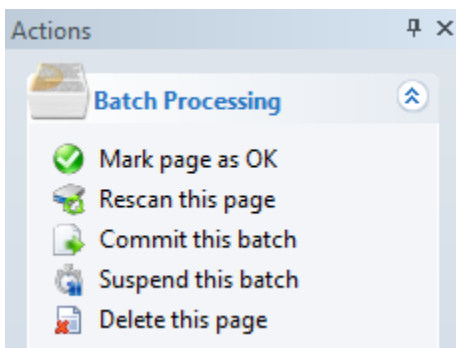 Actions
Batch Processing
Mark page as OK
Rescan this page
Commit this batch
Suspend this batch
Delete this page